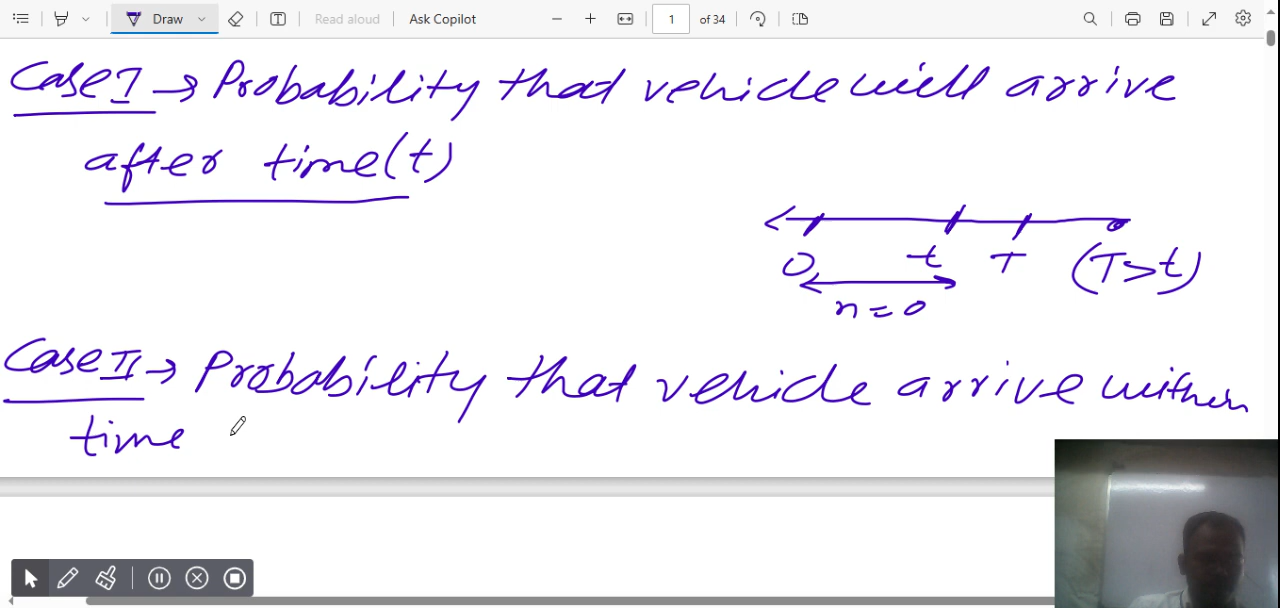 Draw
Read aloud
Ask Copilot
1 of 34
Case I → Probability that vehicle will arrive
after time (t)
0 t T (T>t)
n = 0
Case II → Probability that vehicle arrive within
time